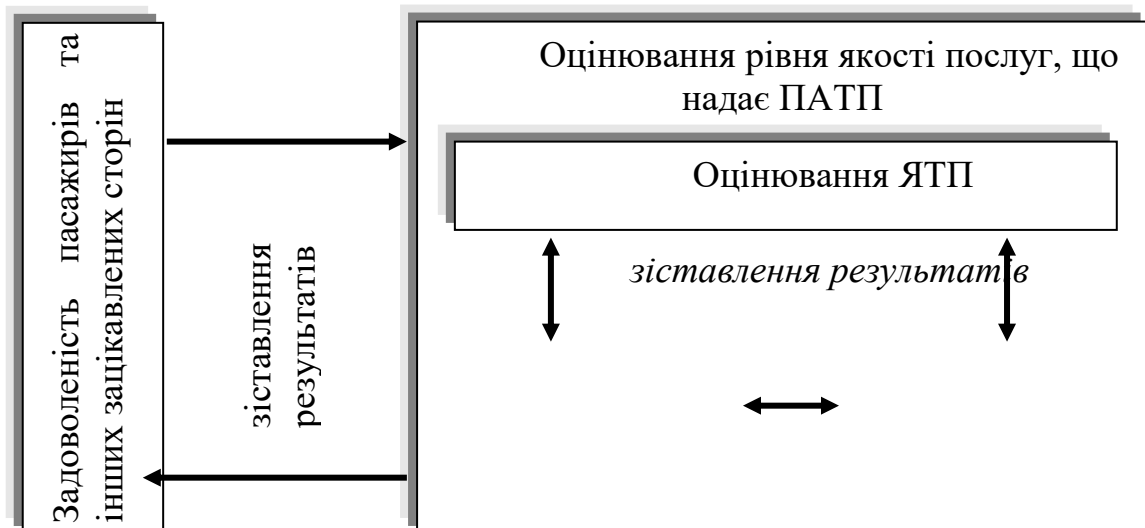 Задоволеність пасажирів та
інших зацікавлених сторін
зіставлення
результатів
Оцінювання рівня якості послуг, що
надає ПАТП
Оцінювання ЯТП
зіставлення результатів